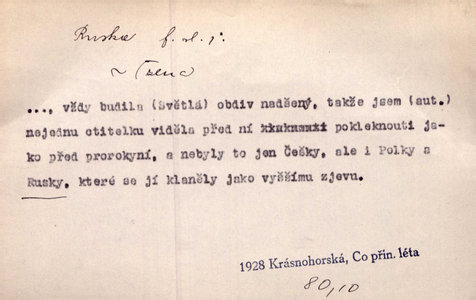 Ruska f. sl. j.
~ žena
..., vždy budila (Světlá) obdiv nadšený, takže jsem (aut.)
nejednu ctitelku viděla před ní pokleknouti ja-
ko před prorokyní, a nebyly to jen Češky, ale i Polky a
Rusky, které se jí klaněly jako vyššímu zjevu.
1928 Krásnohorská, Co přin. léta
80,10